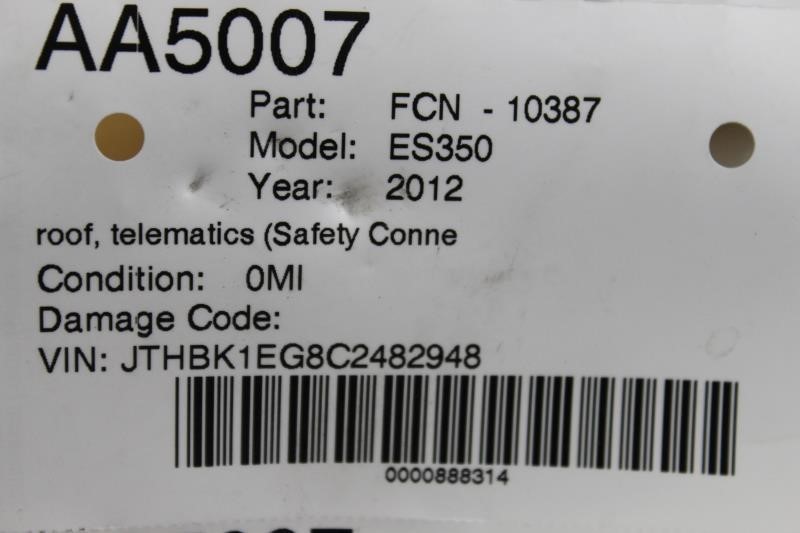 AA5007
Part: FCN - 10387
Model: ES350
Year: 2012
roof, telematics (Safety Conne
Condition: 0MI
Damage Code:
VIN: JTHBK1EG8C2482948
0000888314